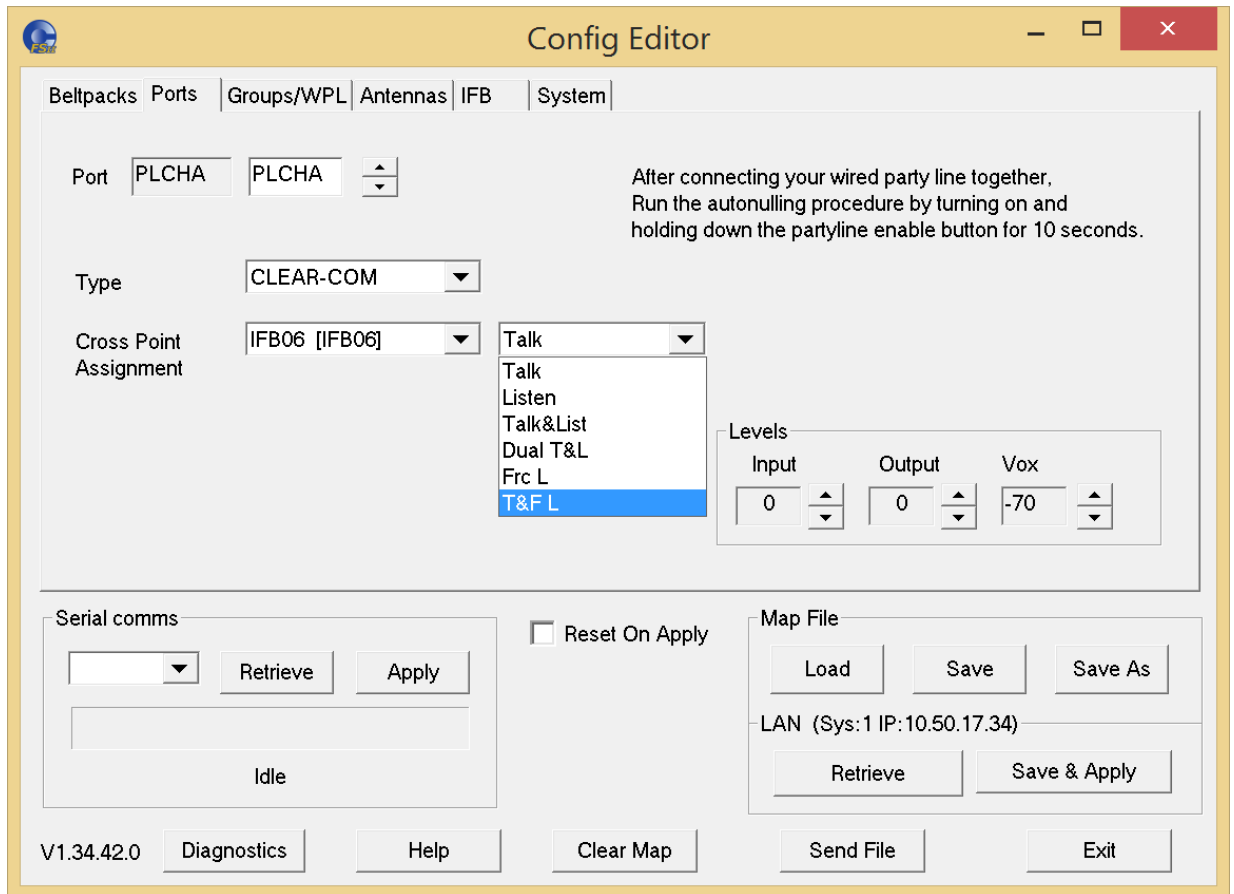 FSII
Config Editor
Beltpacks Ports Groups/WPL Antennas IFB System
Port PLCHA PLCHA
After connecting your wired party line together,
Run the autonulling procedure by turning on and
holding down the partyline enable button for 10 seconds.
Type CLEAR-COM
Cross Point
Assignment
IFB06 [IFB06] Talk
Talk
Listen
Talk&List
Dual T&L
Frc L
T&F L
Levels
Input Output Vox
0 0 -70
Serial comms
Retrieve Apply
Idle
Reset On Apply
Map File
Load Save Save As
LAN (Sys:1 IP:10.50.17.34)
Retrieve Save & Apply
V1.34.42.0 Diagnostics Help Clear Map Send File Exit